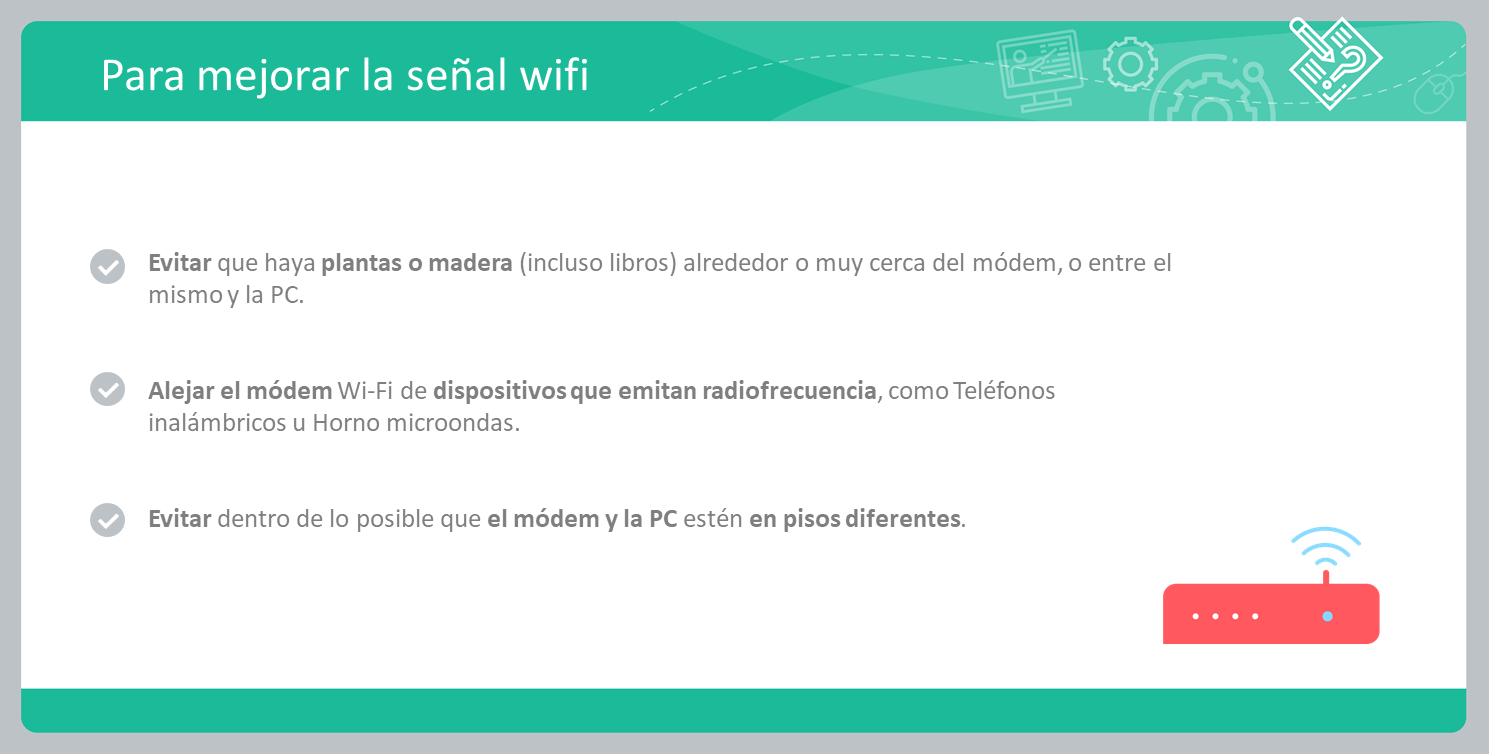 Para mejorar la señal wifi
Evitar que haya plantas o madera (incluso libros) alrededor o muy cerca del módem, o entre el
mismo y la PC.
Alejar el módem Wi-Fi de dispositivos que emitan radiofrecuencia, como Teléfonos
inalámbricos u Horno microondas.
Evitar dentro de lo posible que el módem y la PC estén en pisos diferentes.